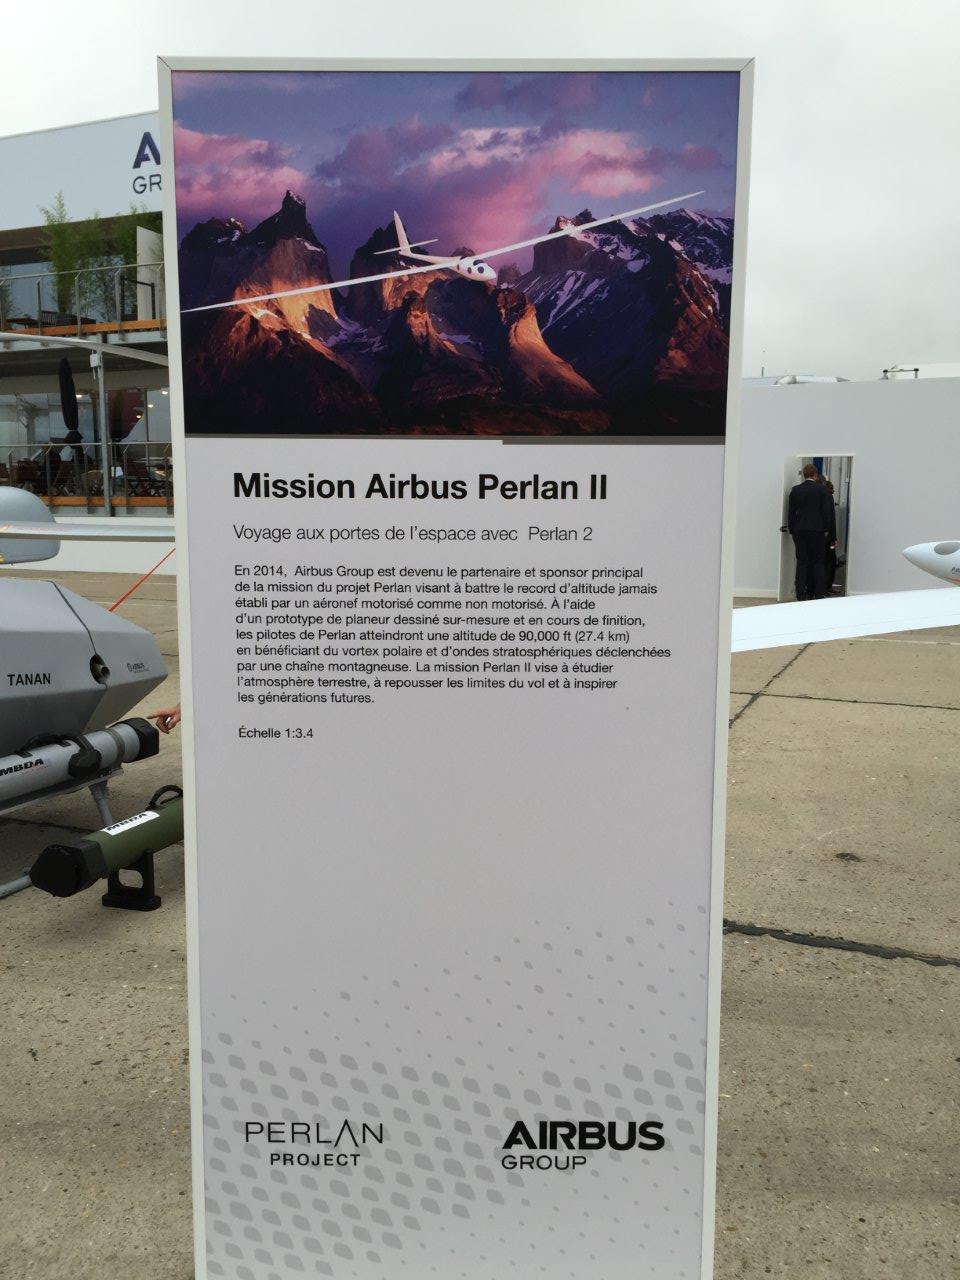 A
GR
Mission Airbus Perlan II
Voyage aux portes de l'espace avec Perlan 2
En 2014, Airbus Group est devenu le partenaire et sponsor principal
de la mission du projet Perlan visant à battre le record d'altitude jamais
établi par un aéronef motorisé comme non motorisé. À l'aide
d'un prototype de planeur dessiné sur-mesure et en cours de finition,
les pilotes de Perlan atteindront une altitude de 90,000 ft (27.4 km)
en bénéficiant du vortex polaire et d'ondes stratosphériques déclenchées
par une chaîne montagneuse. La mission Perlan II vise à étudier
l'atmosphère terrestre, à repousser les limites du vol et à inspirer
les générations futures.
Échelle 1:3.4
TANAN
AIRBUS
MBDA
MBDA
PERLAN
PROJECT
AIRBUS
GROUP